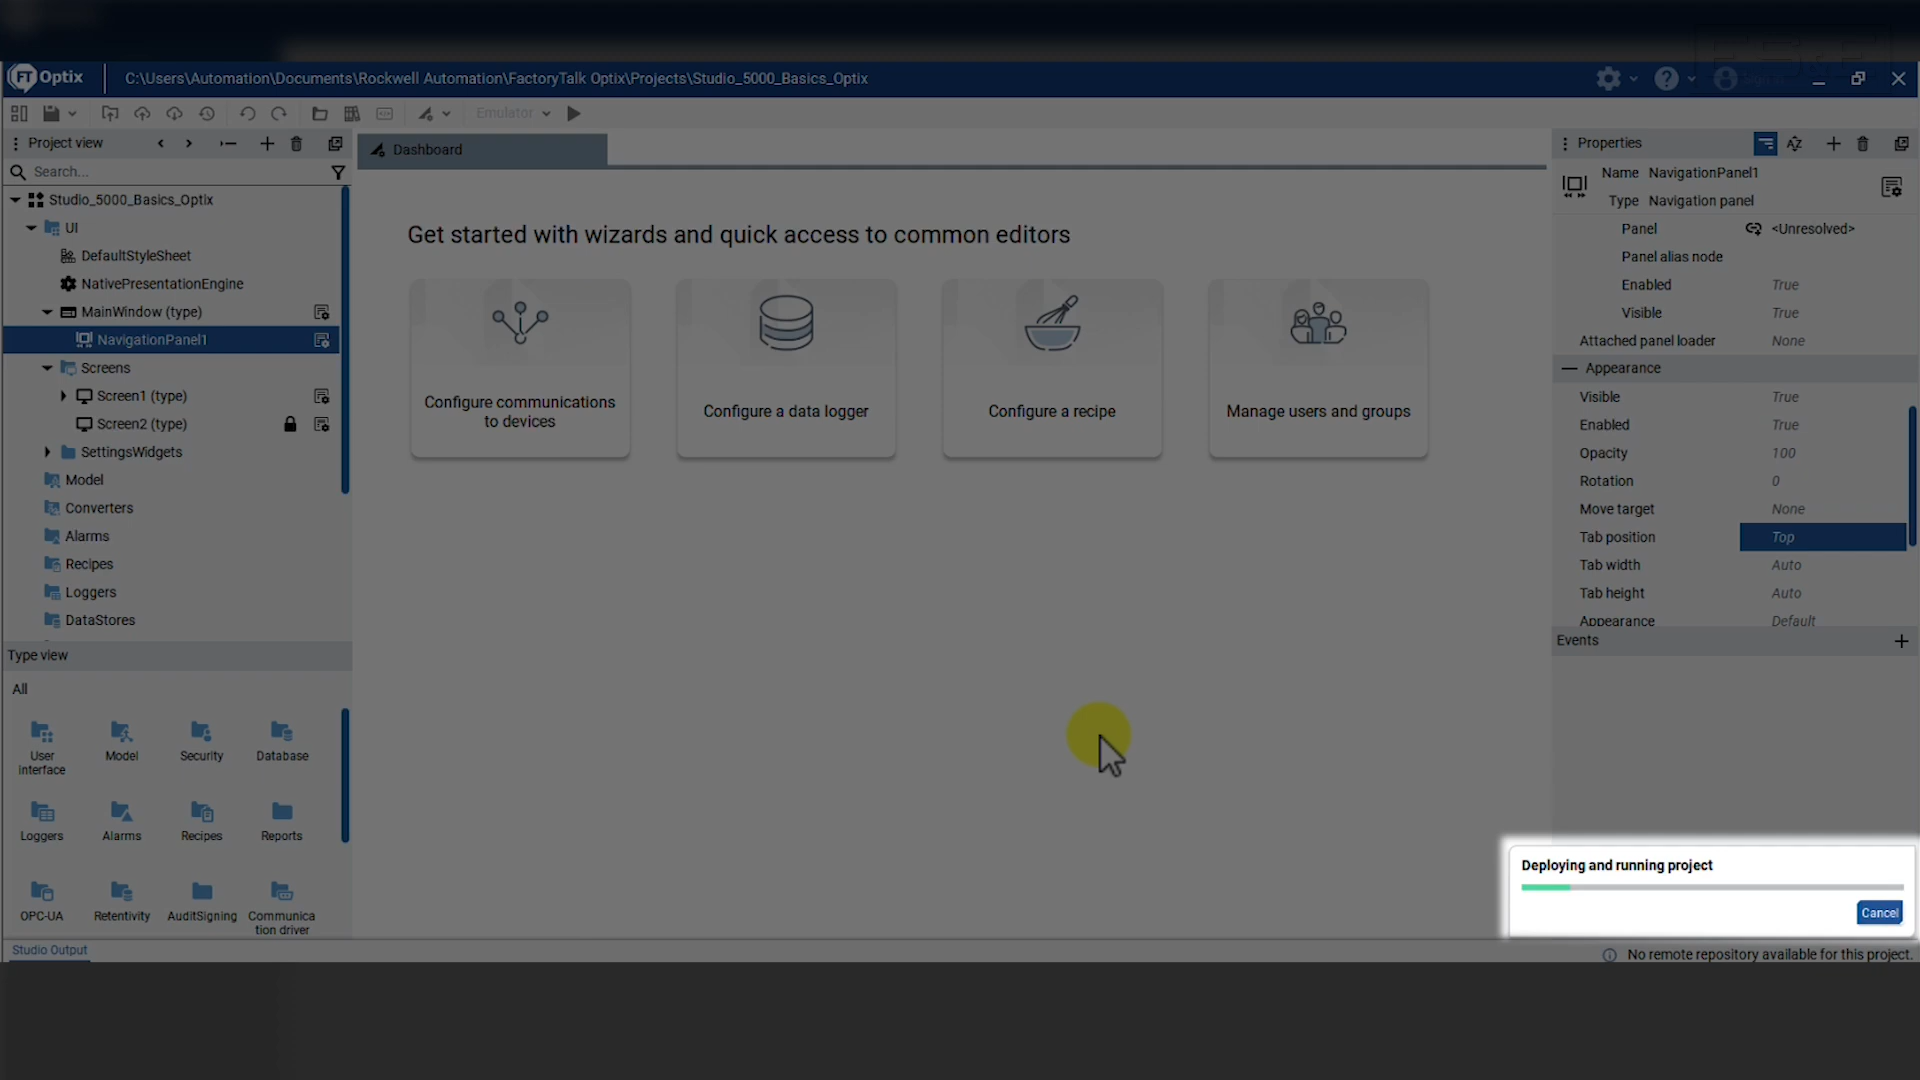 FT Optix
C:\Users\Automation\Documents\Rockwell Automation\FactoryTalk Optix\Projects\Studio_5000_Basics_Optix
Emulator
Project view
Search...
Studio_5000_Basics_Optix
UI
DefaultStyleSheet
NativePresentationEngine
MainWindow (type)
NavigationPanel1
Screens
Screen1 (type)
Screen2 (type)
SettingsWidgets
Model
Converters
Alarms
Recipes
Loggers
DataStores
Type view
All
User interface
Model
Security
Database
Loggers
Alarms
Recipes
Reports
OPC-UA
Retentivity
AuditSigning
Communica
tion driver
Studio Output
Dashboard
Get started with wizards and quick access to common editors
Configure communications
to devices
Configure a data logger
Configure a recipe
Manage users and groups
Properties
Name NavigationPanel1
Type Navigation panel
Panel <Unresolved>
Panel alias node
Enabled True
Visible True
Attached panel loader None
Appearance
Visible True
Enabled True
Opacity 100
Rotation 0
Move target None
Tab position Top
Tab width Auto
Tab height Auto
Appearance Default
Events
Deploying and running project
Cancel
No remote repository available for this project.